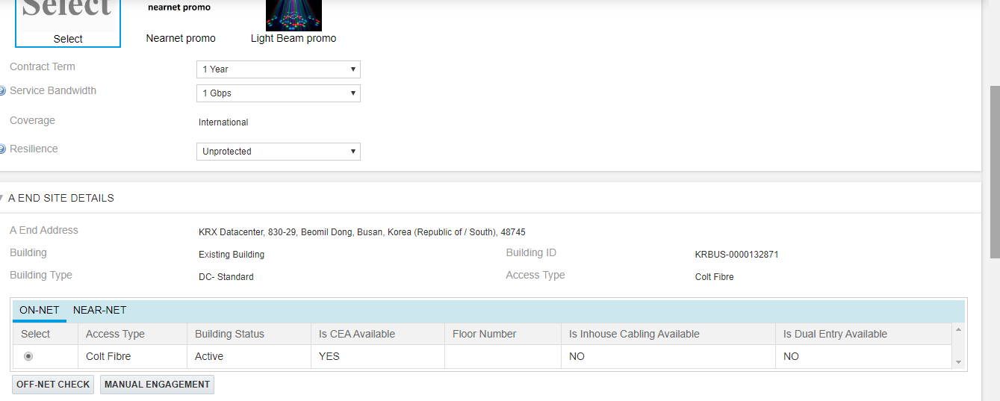 Select
nearnet promo
Select
Nearnet promo
Light Beam promo
Contract Term
1 Year
Service Bandwidth
1 Gbps
Coverage
International
Resilience
Unprotected
A END SITE DETAILS
A End Address
KRX Datacenter, 830-29, Beomil Dong, Busan, Korea (Republic of / South), 48745
Building
Existing Building
Building ID
KRBUS-0000132871
Building Type
DC- Standard
Access Type
Colt Fibre
ON-NET NEAR-NET
Select Access Type Building Status Is CEA Available Floor Number Is Inhouse Cabling Available Is Dual Entry Available
Colt Fibre Active YES NO NO
OFF-NET CHECK MANUAL ENGAGEMENT